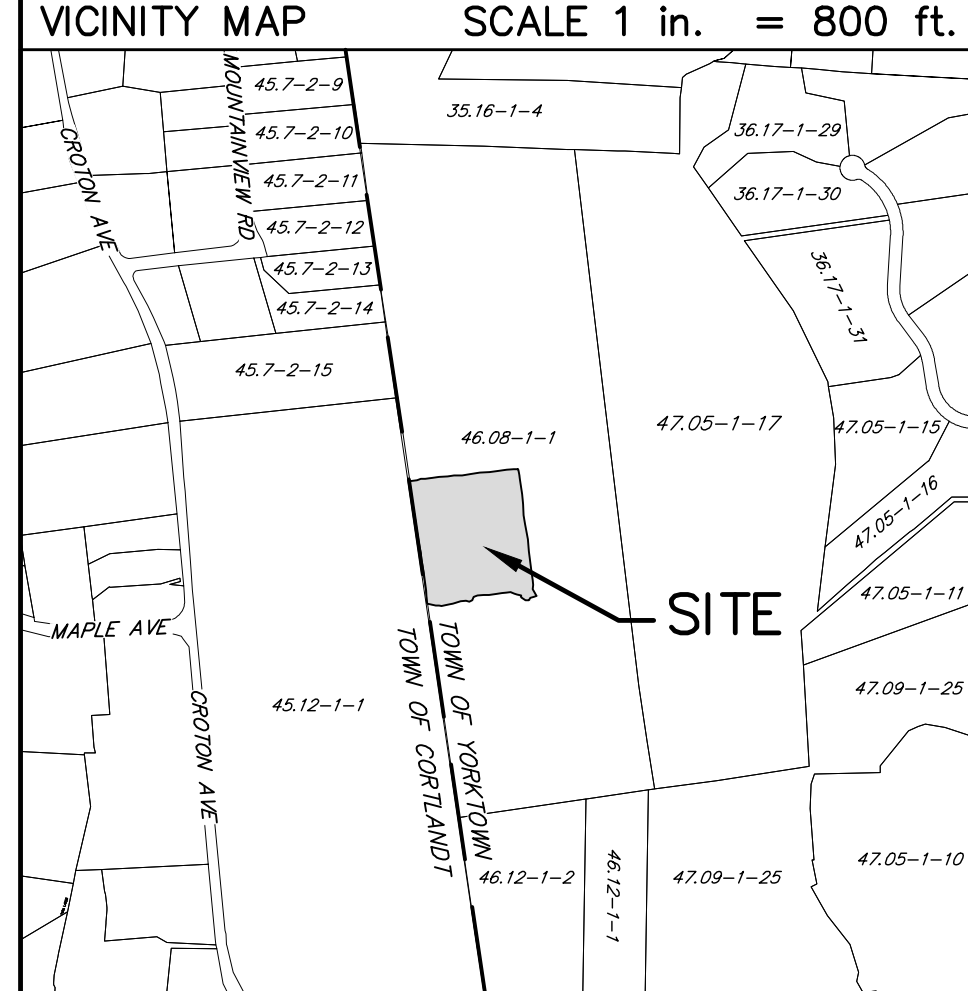 VICINITY MAP SCALE 1 in. = 800 ft.
MOUNTAINVIEW RD
CROTON AVE
45.7-2-9
45.7-2-10
45.7-2-11
45.7-2-12
45.7-2-13
45.7-2-14
45.7-2-15
35.16-1-4
36.17-1-29
36.17-1-30
36.17-1-31
46.08-1-1
47.05-1-17
47.05-1-15
47.05-1-16
47.05-1-11
SITE
MAPLE AVE
CROTON AVE
45.12-1-1
TOWN OF CORTLANDT
TOWN OF YORKTOWN
47.09-1-25
46.12-1-2
46.12-1-1
47.09-1-25
47.05-1-10